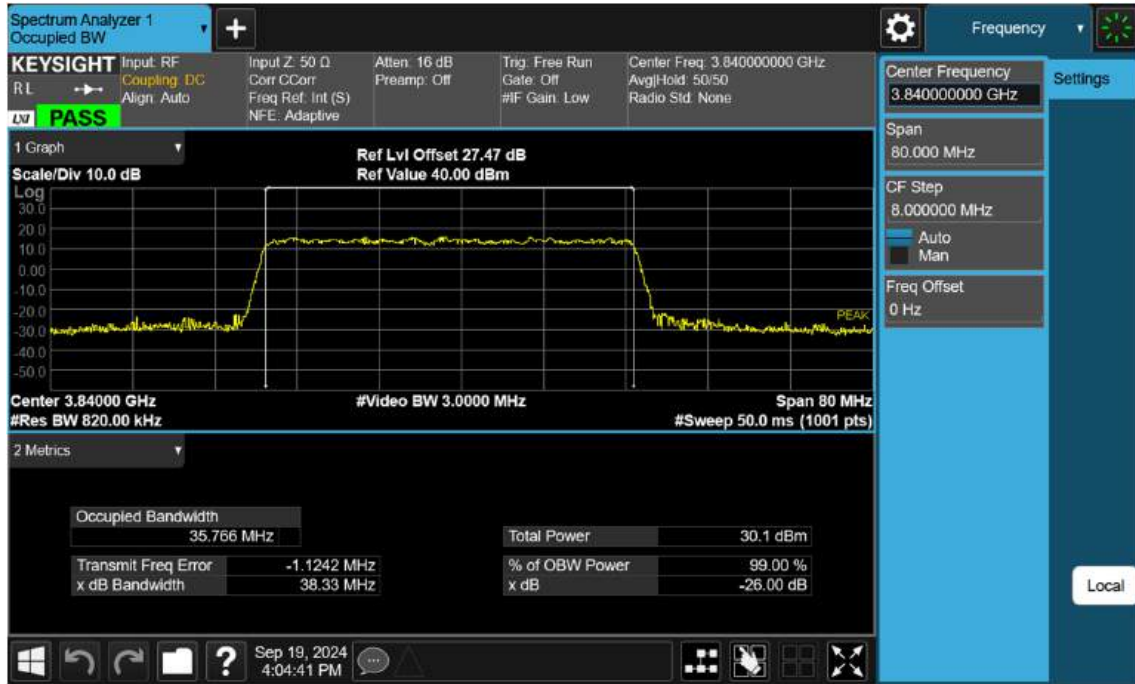 Spectrum Analyzer 1
Occupied BW
Frequency
KEYSIGHT
R L
LXI PASS
Input: RF
Coupling: DC
Align: Auto
Input Z: 50 Ω
Corr CCorr
Freq Ref: Int (S)
NFE: Adaptive
Atten: 16 dB
Preamp: Off
Trig: Free Run
Gate: Off
#IF Gain: Low
Center Freq: 3.840000000 GHz
Avg|Hold: 50/50
Radio Std: None
Center Frequency
3.840000000 GHz
Settings
Span
80.000 MHz
CF Step
8.000000 MHz
Auto
Man
Freq Offset
0 Hz
Local
1 Graph
Scale/Div 10.0 dB
Ref Lvl Offset 27.47 dB
Ref Value 40.00 dBm
Log
30.0
20.0
10.0
0.00
-10.0
-20.0
-30.0
-40.0
-50.0
PEAK
Center 3.84000 GHz
#Video BW 3.0000 MHz
Span 80 MHz
#Res BW 820.00 kHz
#Sweep 50.0 ms (1001 pts)
2 Metrics
Occupied Bandwidth
35.766 MHz
Total Power 30.1 dBm
Transmit Freq Error -1.1242 MHz
% of OBW Power 99.00 %
x dB Bandwidth 38.33 MHz
x dB -26.00 dB
?
Sep 19, 2024
4:04:41 PM